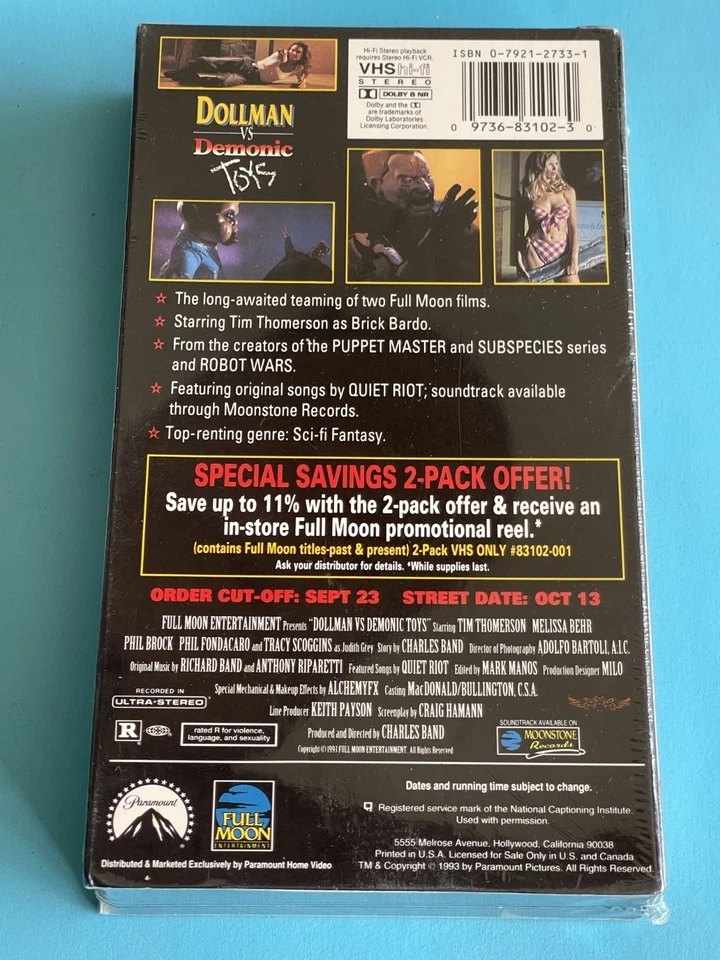 Hi-Fi Stereo playback
requires Stereo Hi-Fi VCR.
VHS hi-fi
STEREO
DOLBY B NR
Dolby and the
are trademarks of
Dolby Laboratories
Licensing Corporation.
ISBN 0-7921-2733-1
0 9736-83102-3 0
DOLLMAN
VS
Demonic
TOYS
☆ The long-awaited teaming of two Full Moon films.
☆ Starring Tim Thomerson as Brick Bardo.
☆ From the creators of the PUPPET MASTER and SUBSPECIES series
and ROBOT WARS.
☆ Featuring original songs by QUIET RIOT; soundtrack available
through Moonstone Records.
☆ Top-renting genre: Sci-fi Fantasy.
SPECIAL SAVINGS 2-PACK OFFER!
Save up to 11% with the 2-pack offer & receive an
in-store Full Moon promotional reel.*
(contains Full Moon titles-past & present) 2-Pack VHS ONLY #83102-001
Ask your distributor for details. *While supplies last.
ORDER CUT-OFF: SEPT 23 STREET DATE: OCT 13
FULL MOON ENTERTAINMENT Presents "DOLLMAN VS DEMONIC TOYS" Starring TIM THOMERSON MELISSA BEHR
PHIL BROCK PHIL FONDACARO and TRACY SCOGGINS as Judith Grey Story by CHARLES BAND Director of Photography ADOLFO BARTOLI, A.I.C.
Original Music by RICHARD BAND and ANTHONY RIPARETTI Featured Songs by QUIET RIOT Edited by MARK MANOS Production Designer MILO
Special Mechanical & Makeup Effects by ALCHEMYFX Casting MacDONALD/BULLINGTON, C.S.A.
Line Producer KEITH PAYSON Screenplay by CRAIG HAMANN
Produced and Directed by CHARLES BAND
Copyright © 1993 FULL MOON ENTERTAINMENT. All Rights Reserved
RECORDED IN
ULTRA-STEREO
R
rated R for violence,
language, and sexuality
SOUNDTRACK AVAILABLE ON
MOONSTONE
Records
Paramount
FULL
MOON
ENTERTAINMENT
Distributed & Marketed Exclusively by Paramount Home Video
Dates and running time subject to change.
Registered service mark of the National Captioning Institute.
Used with permission.
5555 Melrose Avenue, Hollywood, California 90038
Printed in U.S.A. Licensed for Sale Only in U.S. and Canada
TM & Copyright © 1993 by Paramount Pictures. All Rights Reserved.